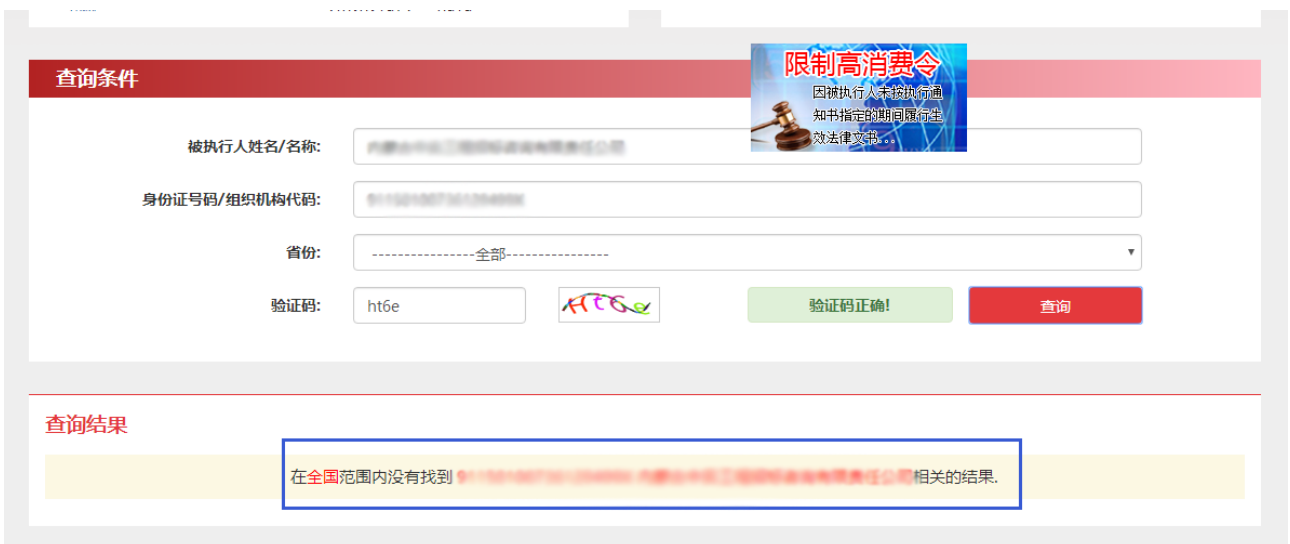 查询条件
限制高消费令
因被执行人未按执行通
知书指定的期间履行生
效法律文书...
被执行人姓名/名称:
身份证号码/组织机构代码:
省份:
----------------全部----------------
验证码:
ht6e
Ht6e
验证码正确!
查询
查询结果
在全国范围内没有找到
相关的结果.